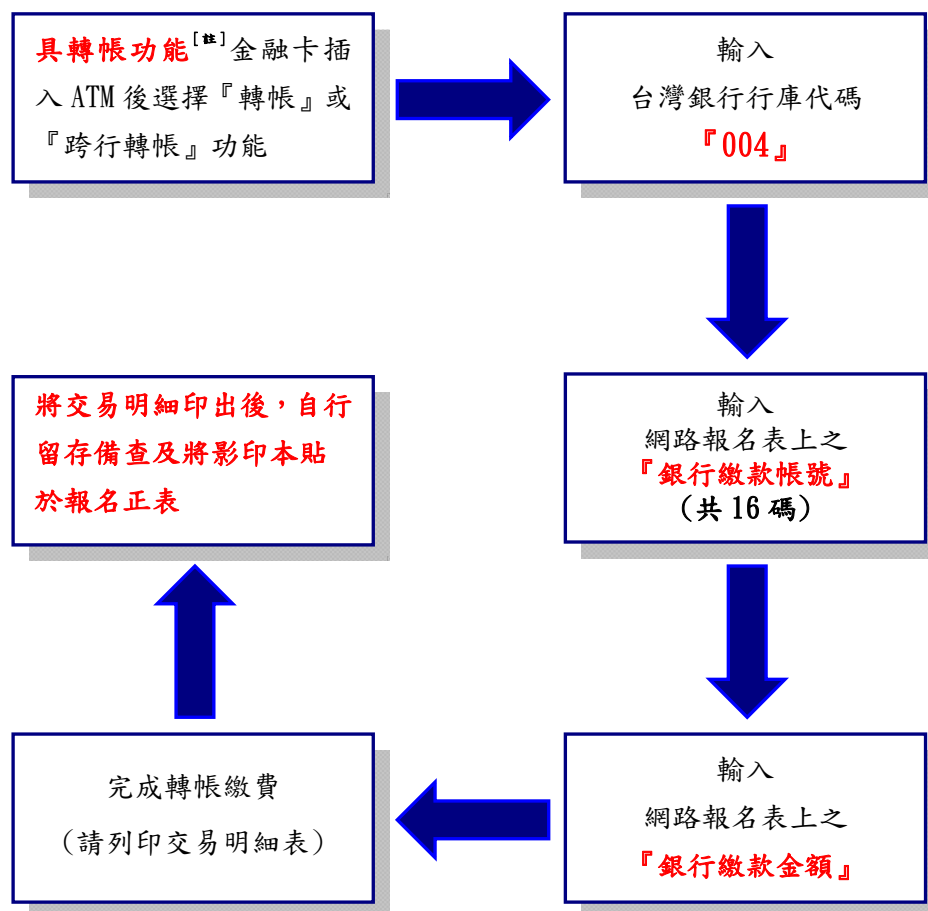 具轉帳功能[註]金融卡插
入 ATM 後選擇『轉帳』或
『跨行轉帳』功能
輸入
台灣銀行行庫代碼
『004』
輸入
網路報名表上之
『銀行繳款帳號』
(共 16 碼)
輸入
網路報名表上之
『銀行繳款金額』
完成轉帳繳費
(請列印交易明細表)
將交易明細印出後，自行
留存備查及將影印本貼
於報名正表